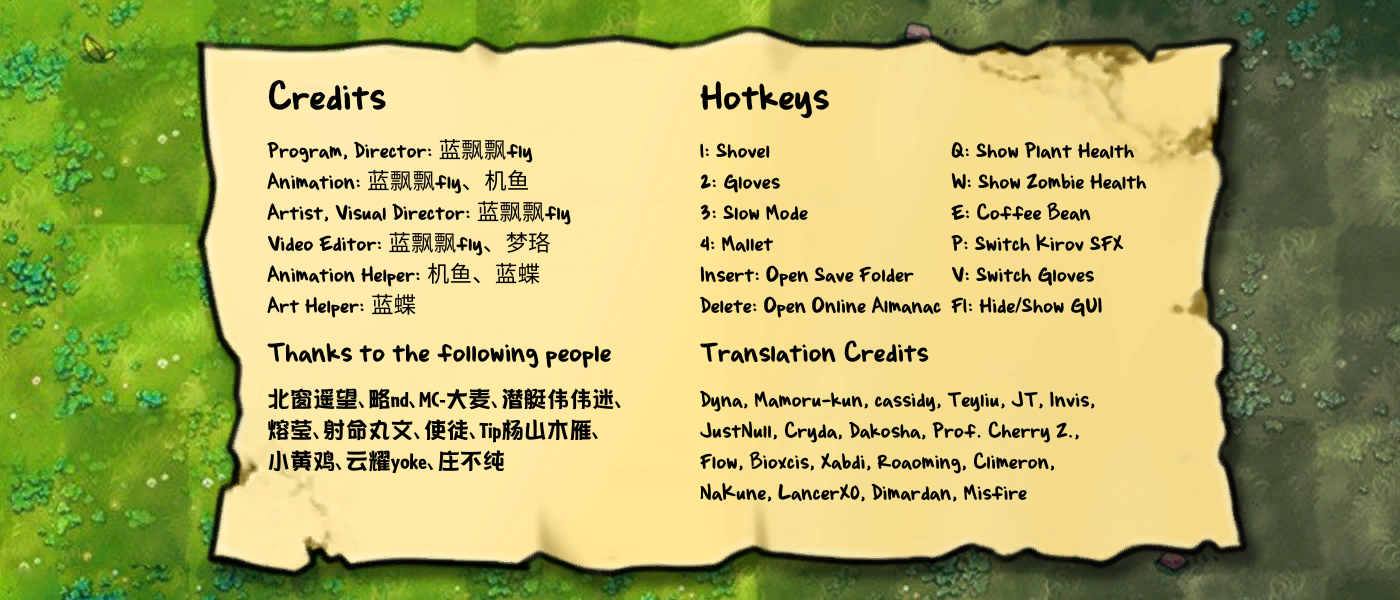 Credits
Program, Director: 蓝飘飘fly
Animation: 蓝飘飘fly、机鱼
Artist, Visual Director: 蓝飘飘fly
Video Editor: 蓝飘飘fly、梦珞
Animation Helper: 机鱼、蓝蝶
Art Helper: 蓝蝶
Thanks to the following people
北窗遥望、略nd、MC-大麦、潜艇伟伟迷、
熔莹、射命丸文、使徒、Tip杨山木雁、
小黄鸡、云耀yoke、庄不纯
Hotkeys
1: Shovel
2: Gloves
3: Slow Mode
4: Mallet
Insert: Open Save Folder
Delete: Open Online Almanac
Q: Show Plant Health
W: Show Zombie Health
E: Coffee Bean
P: Switch Kirov SFX
V: Switch Gloves
F1: Hide/Show GUI
Translation Credits
Dyna, Mamoru-kun, cassidy, Teyliu, JT, Invis,
JustNull, Cryda, Dakosha, Prof. Cherry Z.,
Flow, Bioxcis, Xabdi, Roaoming, Climeron,
NaKune, LancerXO, Dimardan, Misfire